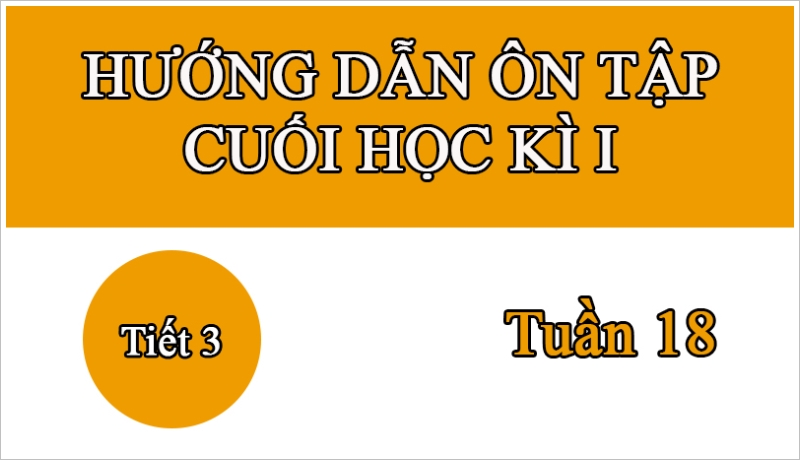 HƯỚNG DẪN ÔN TẬP
CUỐI HỌC KÌ I
Tiết 3
Tuần 18